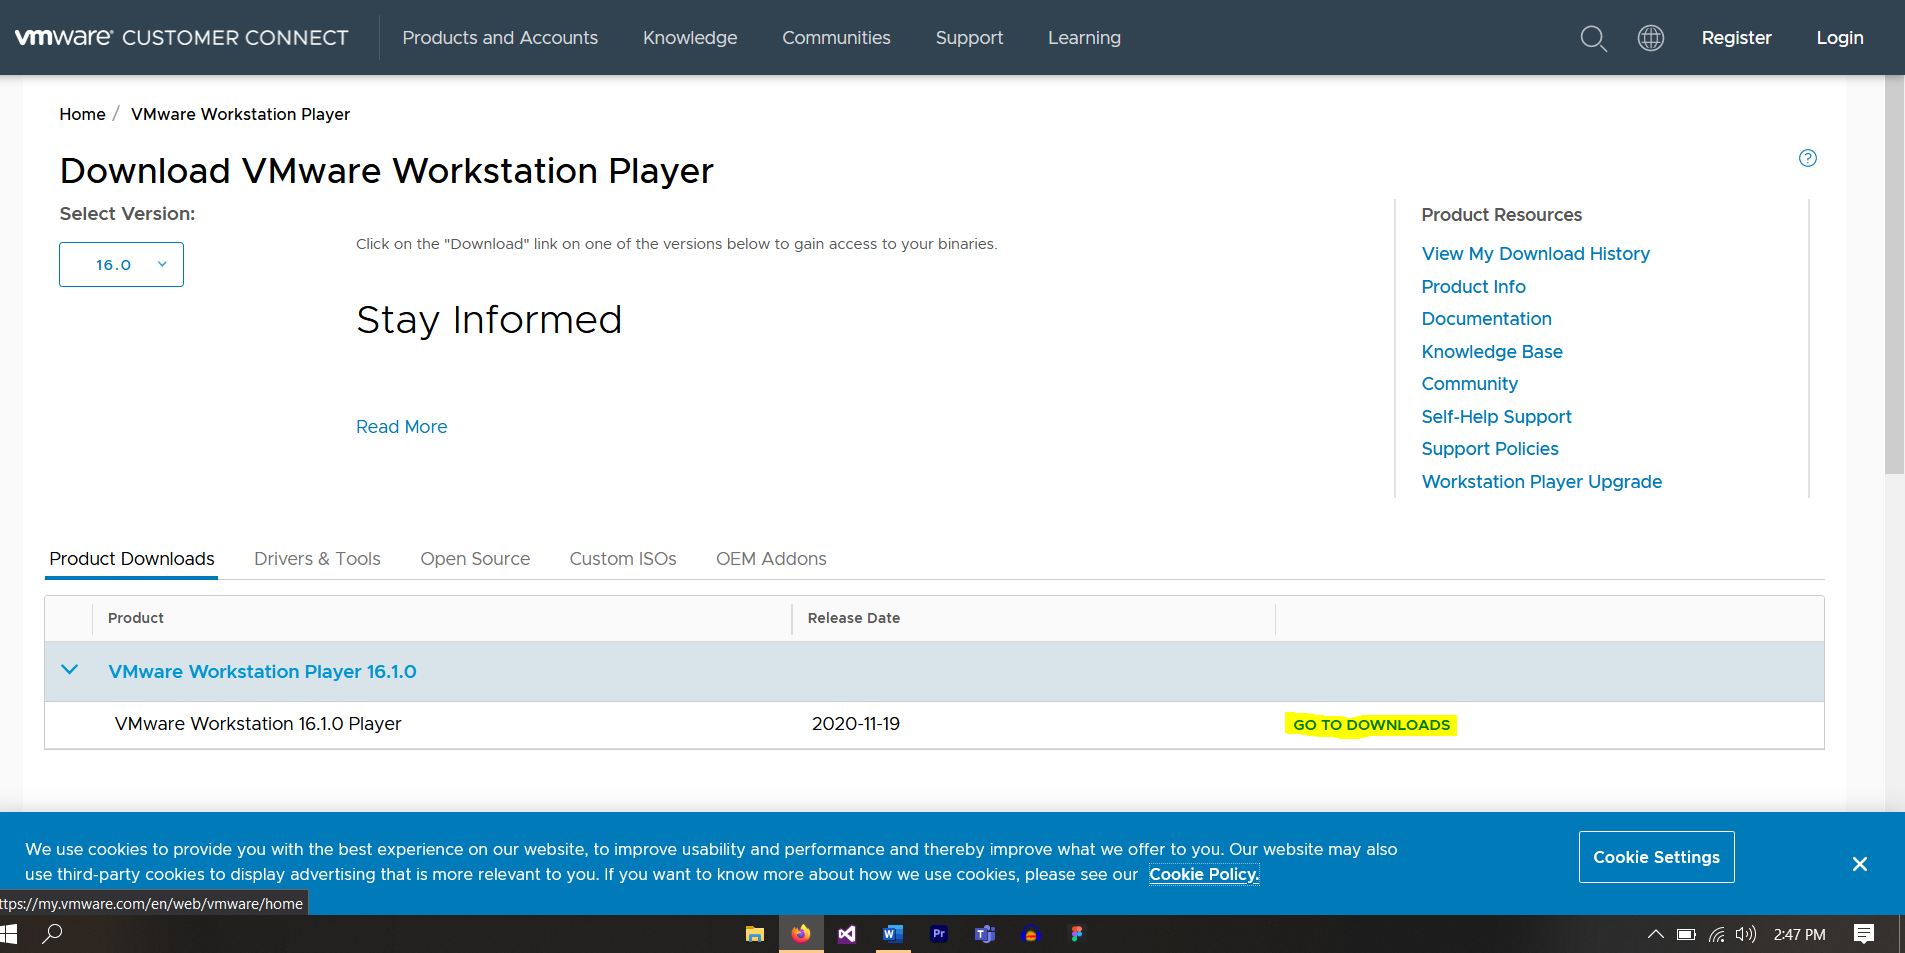 vmware® CUSTOMER CONNECT
Products and Accounts
Knowledge
Communities
Support
Learning
Register
Login
Home / VMware Workstation Player
Download VMware Workstation Player
?
Select Version:
16.0
Click on the "Download" link on one of the versions below to gain access to your binaries.
Stay Informed
Read More
Product Resources
View My Download History
Product Info
Documentation
Knowledge Base
Community
Self-Help Support
Support Policies
Workstation Player Upgrade
Product Downloads
Drivers & Tools
Open Source
Custom ISOs
OEM Addons
Product
Release Date
VMware Workstation Player 16.1.0
VMware Workstation 16.1.0 Player
2020-11-19
GO TO DOWNLOADS
We use cookies to provide you with the best experience on our website, to improve usability and performance and thereby improve what we offer to you. Our website may also
use third-party cookies to display advertising that is more relevant to you. If you want to know more about how we use cookies, please see our Cookie Policy.
Cookie Settings
ttps://my.vmware.com/en/web/vmware/home
W
Pr
T
2:47 PM